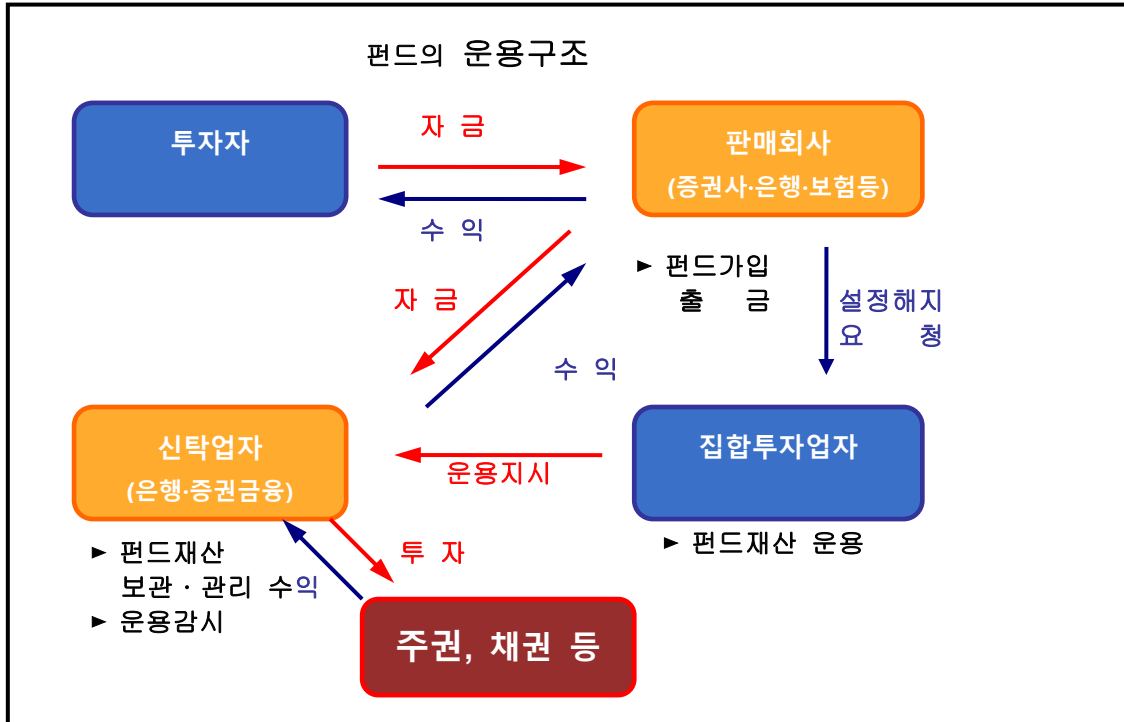 펀드의 운용구조
투자자
자 금
판매회사
(증권사·은행·보험등)
수 익
► 펀드가입
출 금
자 금
설정해지
요 청
수 익
신탁업자
(은행·증권금융)
운용지시
집합투자업자
► 펀드재산 운용
► 펀드재산
보관·관리 수익
► 운용감시
투 자
주권, 채권 등